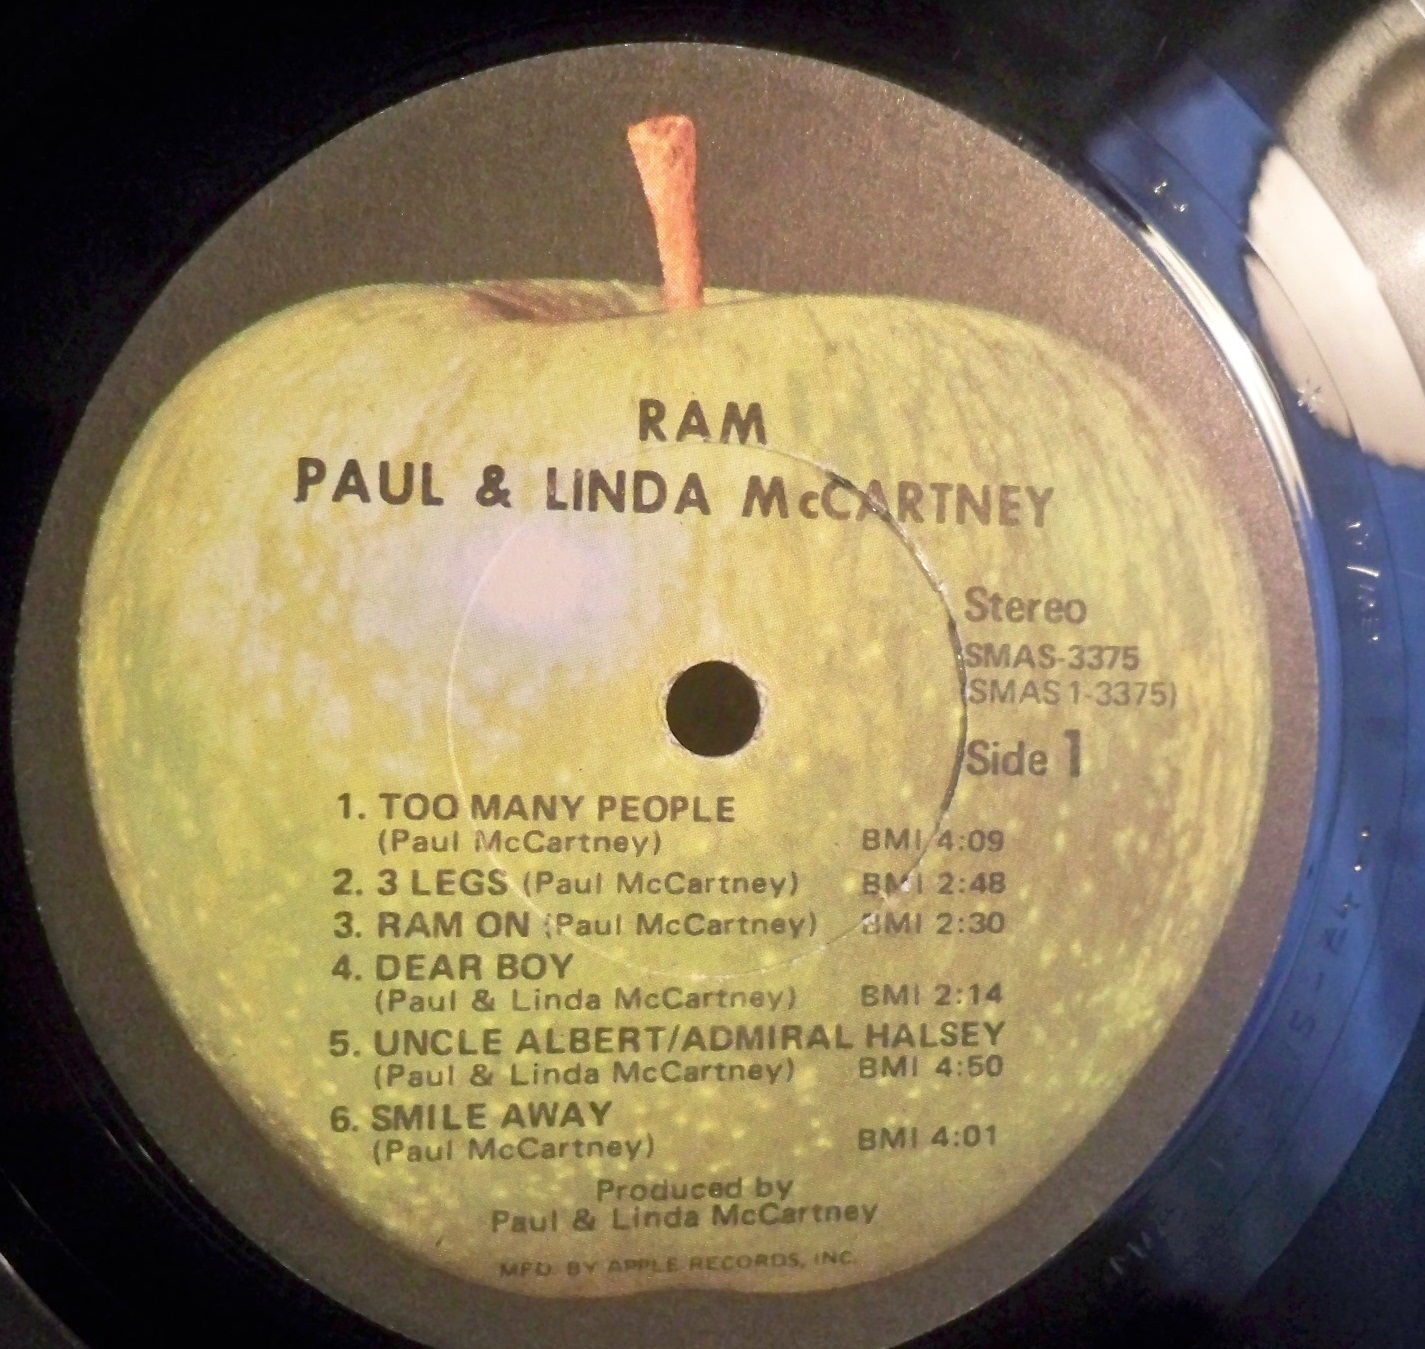 RAM
PAUL & LINDA McCARTNEY
Stereo
SMAS-3375
(SMAS 1-3375)
Side 1
1. TOO MANY PEOPLE
(Paul McCartney) BMI 4:09
2. 3 LEGS (Paul McCartney) BMI 2:48
3. RAM ON (Paul McCartney) BMI 2:30
4. DEAR BOY
(Paul & Linda McCartney) BMI 2:14
5. UNCLE ALBERT/ADMIRAL HALSEY
(Paul & Linda McCartney) BMI 4:50
6. SMILE AWAY
(Paul McCartney) BMI 4:01
Produced by
Paul & Linda McCartney
MFD. BY APPLE RECORDS, INC.